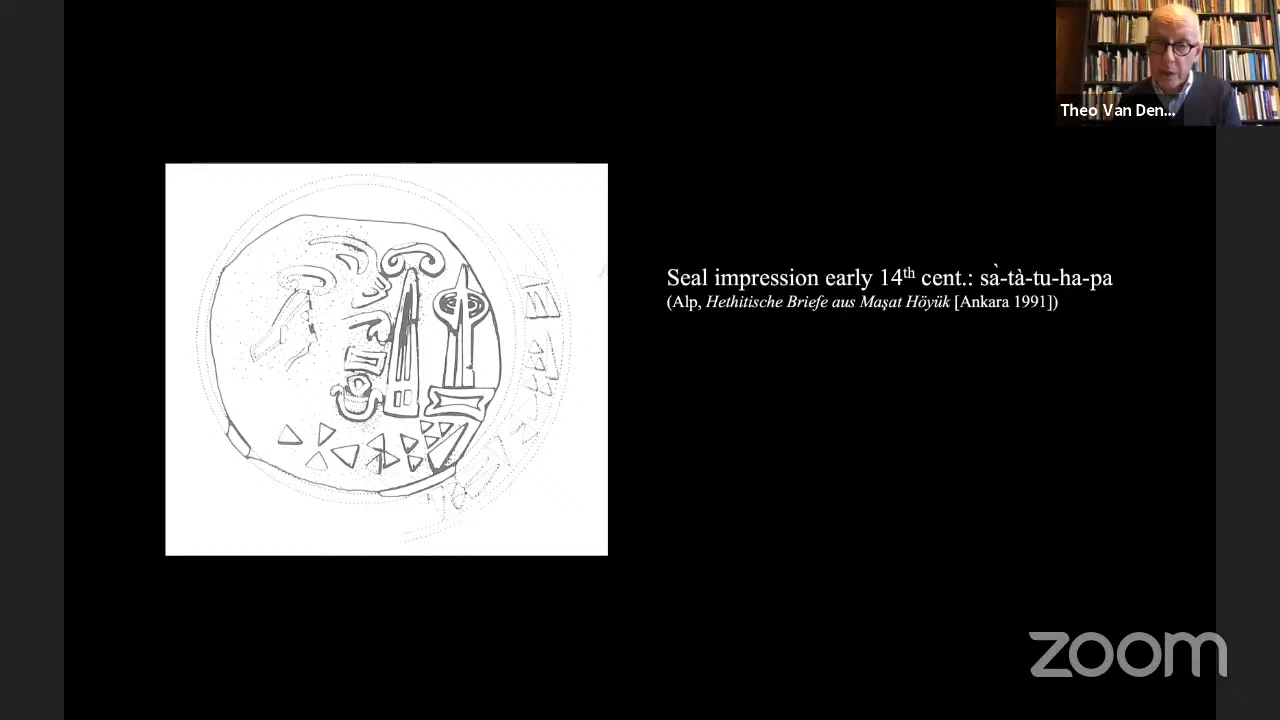 Theo Van Den...
Seal impression early 14th cent.: sà-tà-tu-ha-pa
(Alp, Hethitische Briefe aus Maşat Höyük [Ankara 1991])
zoom